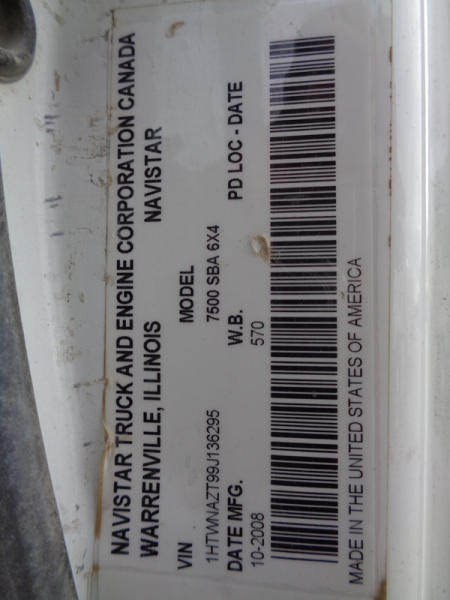 NAVISTAR TRUCK AND ENGINE CORPORATION CANADA
WARRENVILLE, ILLINOIS NAVISTAR
VIN MODEL
1HTWNAZT99J136295 7500 SBA 6X4
DATE MFG. W.B. PD LOC - DATE
10-2008 570
MADE IN THE UNITED STATES OF AMERICA